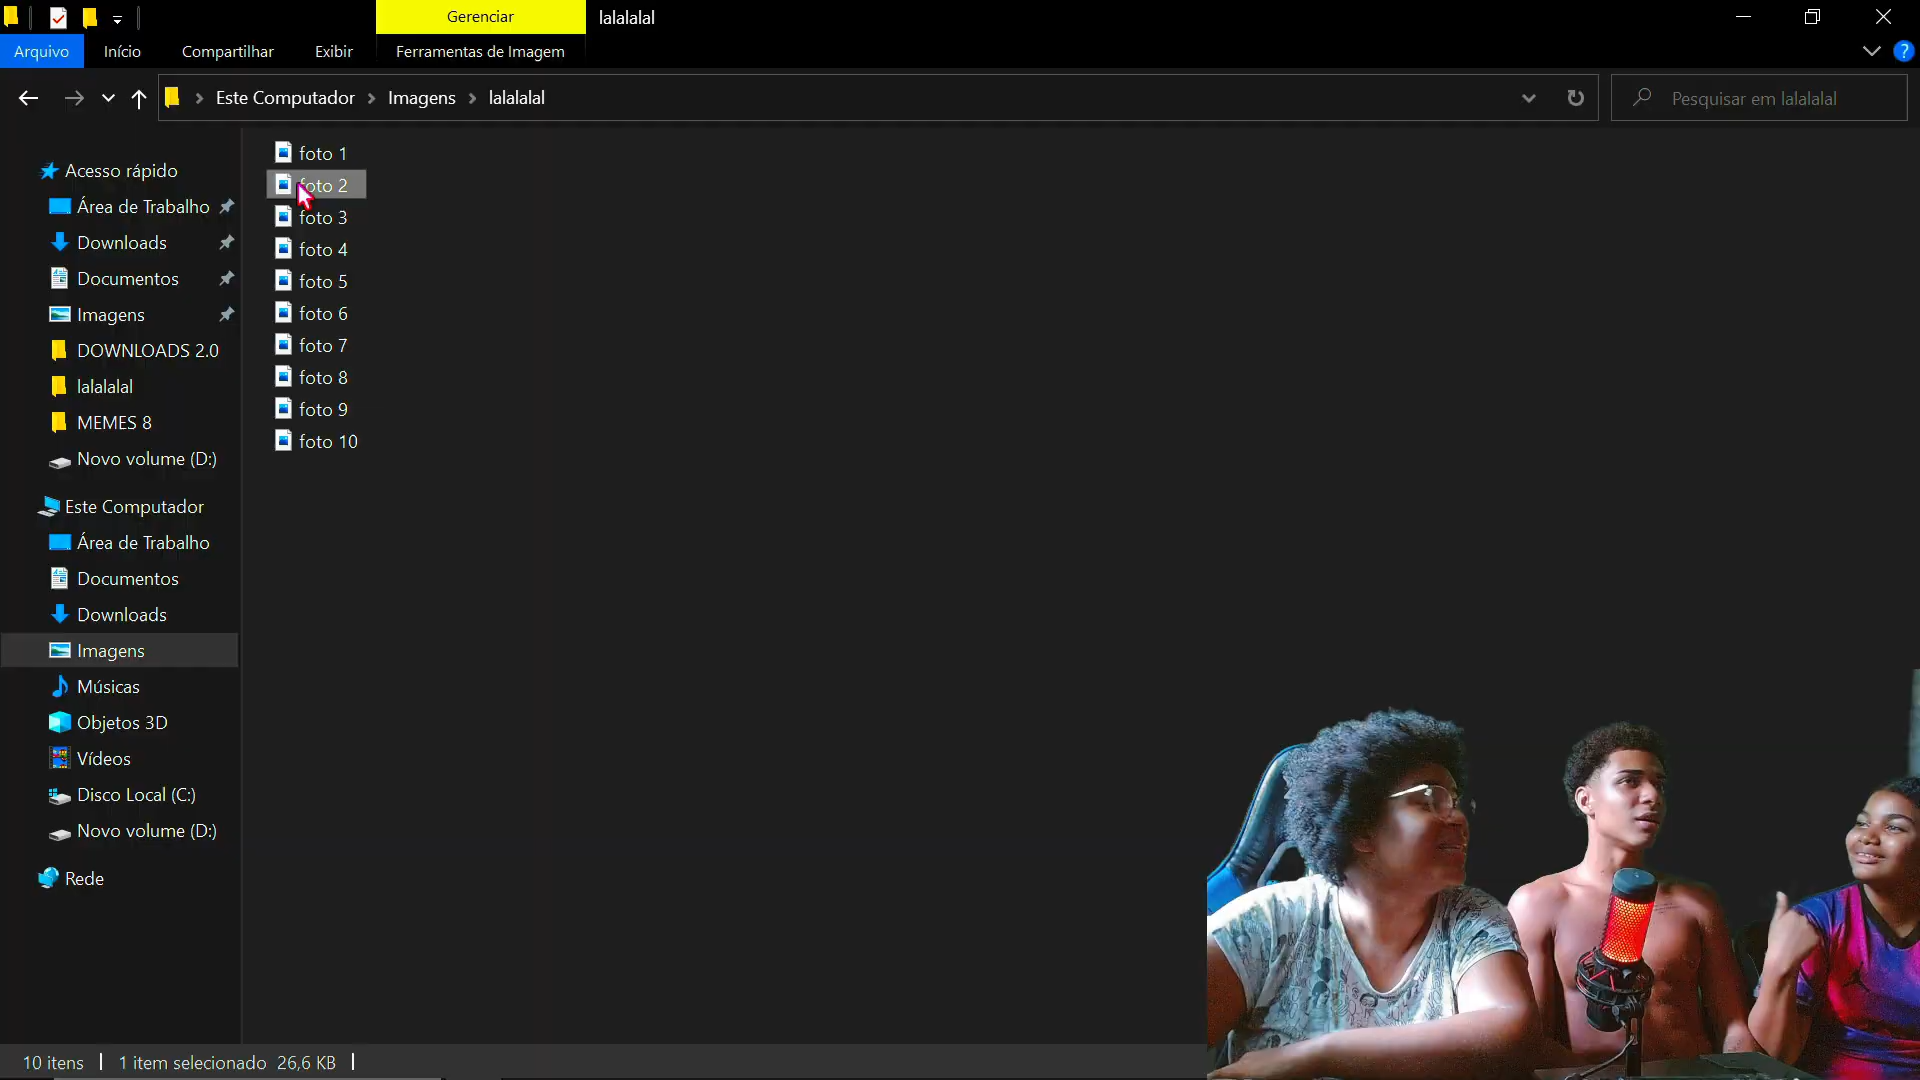 Gerenciar
lalalalal
Arquivo
Início
Compartilhar
Exibir
Ferramentas de Imagem
?
Este Computador > Imagens > lalalalal
Pesquisar em lalalalal
Acesso rápido
Área de Trabalho
Downloads
Documentos
Imagens
DOWNLOADS 2.0
lalalalal
MEMES 8
Novo volume (D:)
Este Computador
Área de Trabalho
Documentos
Downloads
Imagens
Músicas
Objetos 3D
Vídeos
Disco Local (C:)
Novo volume (D:)
Rede
foto 1
foto 2
foto 3
foto 4
foto 5
foto 6
foto 7
foto 8
foto 9
foto 10
10 itens
1 item selecionado 26,6 KB